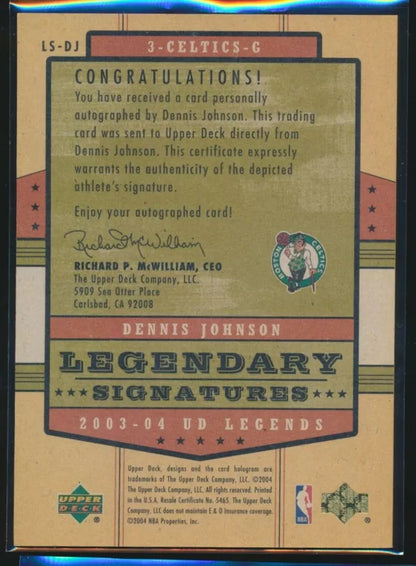 LS-DJ
3-CELTICS-G
CONGRATULATIONS!
You have received a card personally
autographed by Dennis Johnson. This trading
card was sent to Upper Deck directly from
Dennis Johnson. This certificate expressly
warrants the authenticity of the depicted
athlete's signature.
Enjoy your autographed card!
Richard P. McWilliam
RICHARD P. McWILLIAM, CEO
The Upper Deck Company, LLC.
5909 Sea Otter Place
Carlsbad, CA 92008
BOSTON CELTICS
DENNIS JOHNSON
LEGENDARY
★★★SIGNATURES★★★
2003-04 UD LEGENDS
Upper Deck, designs and the card hologram are
trademarks of The Upper Deck Company, LLC. ©2004
The Upper Deck Company, LLC. All rights reserved. Printed
in the U.S.A. Resale Certificate No. 5465. The Upper Deck
Company, LLC does not maintain E & O insurance coverage.
©2004 NBA Properties, Inc.
UPPER DECK ®
NBA
®